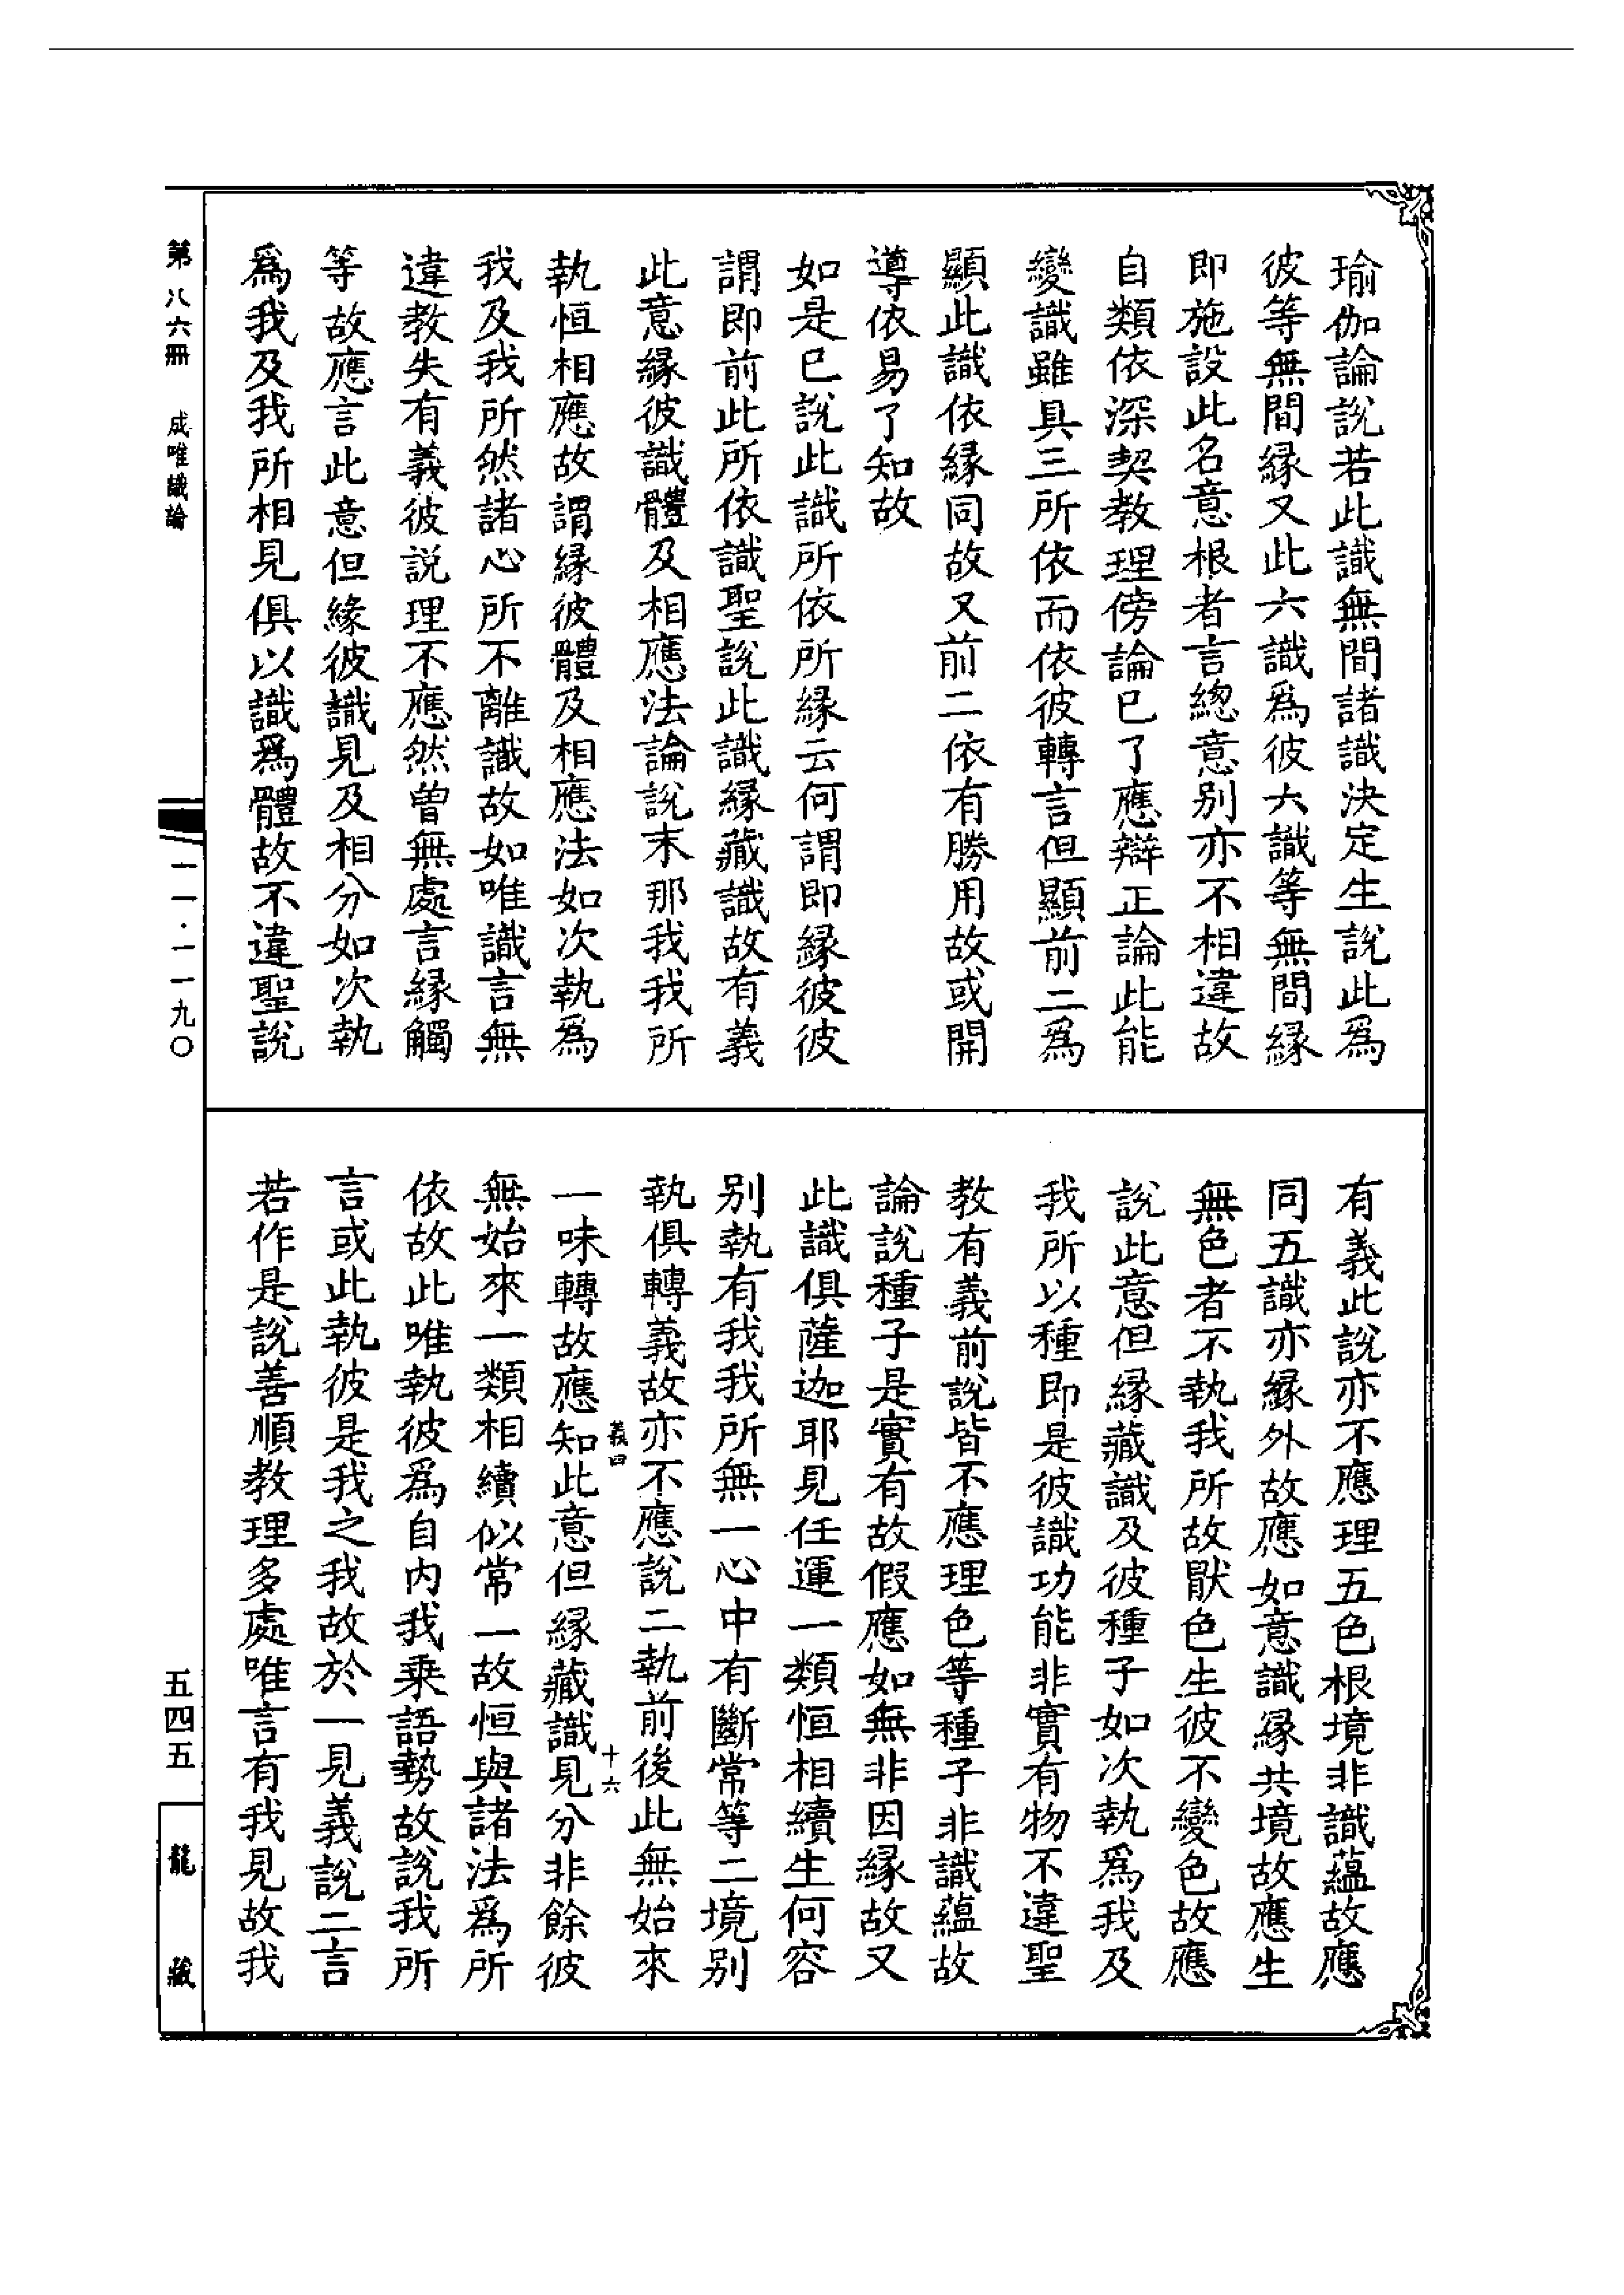 瑜伽論說若此識無間諸識決定生說此為
彼等無間緣又此六識為彼六識等無間緣
即施設此名意根者言總意別亦不相違故
自類依深契教理傍論已了應辯正論此能
變識雖具三所依而依彼轉言但顯前二為
顯此識依緣同故又前二依有勝用故或開
導依易了知故
如是已說此識所依所緣云何謂即緣彼彼
謂即前此所依識聖說此識緣藏識故有義
此意緣彼識體及相應法論說末那我我所
執恒相應故謂緣彼體及相應法如次執為
我及我所然諸心所不離識故如唯識言無
違教失有義彼說理不應然曾無處言緣觸
等故應言此意但緣彼識見及相分如次執
為我及我所相見俱以識為體故不違聖說
有義此說亦不應理五色根境非識蘊故應
同五識亦緣外故應如意識緣共境故應生
無色者不執我所故猒色生彼不變色故應
說此意但緣藏識及彼種子如次執為我及
我所以種即是彼識功能非實有物不違聖
教有義前說皆不應理色等種子非識蘊故
論說種子是實有故假應如無非因緣故又
此識俱薩迦耶見任運一類恒相續生何容
別執有我我所無一心中有斷常等二境別
執俱轉義故亦不應說二執前後此無始來
義四
十六
一味轉故應知此意但緣藏識見分非餘彼
無始來一類相續似常一故恒與諸法為所
依故此唯執彼為自內我乘語勢故說我所
言或此執彼是我之我故於一見義說二言
若作是說善順教理多處唯言有我見故我
第八六冊 成唯識論
一一·一一九〇
五四五
龍藏